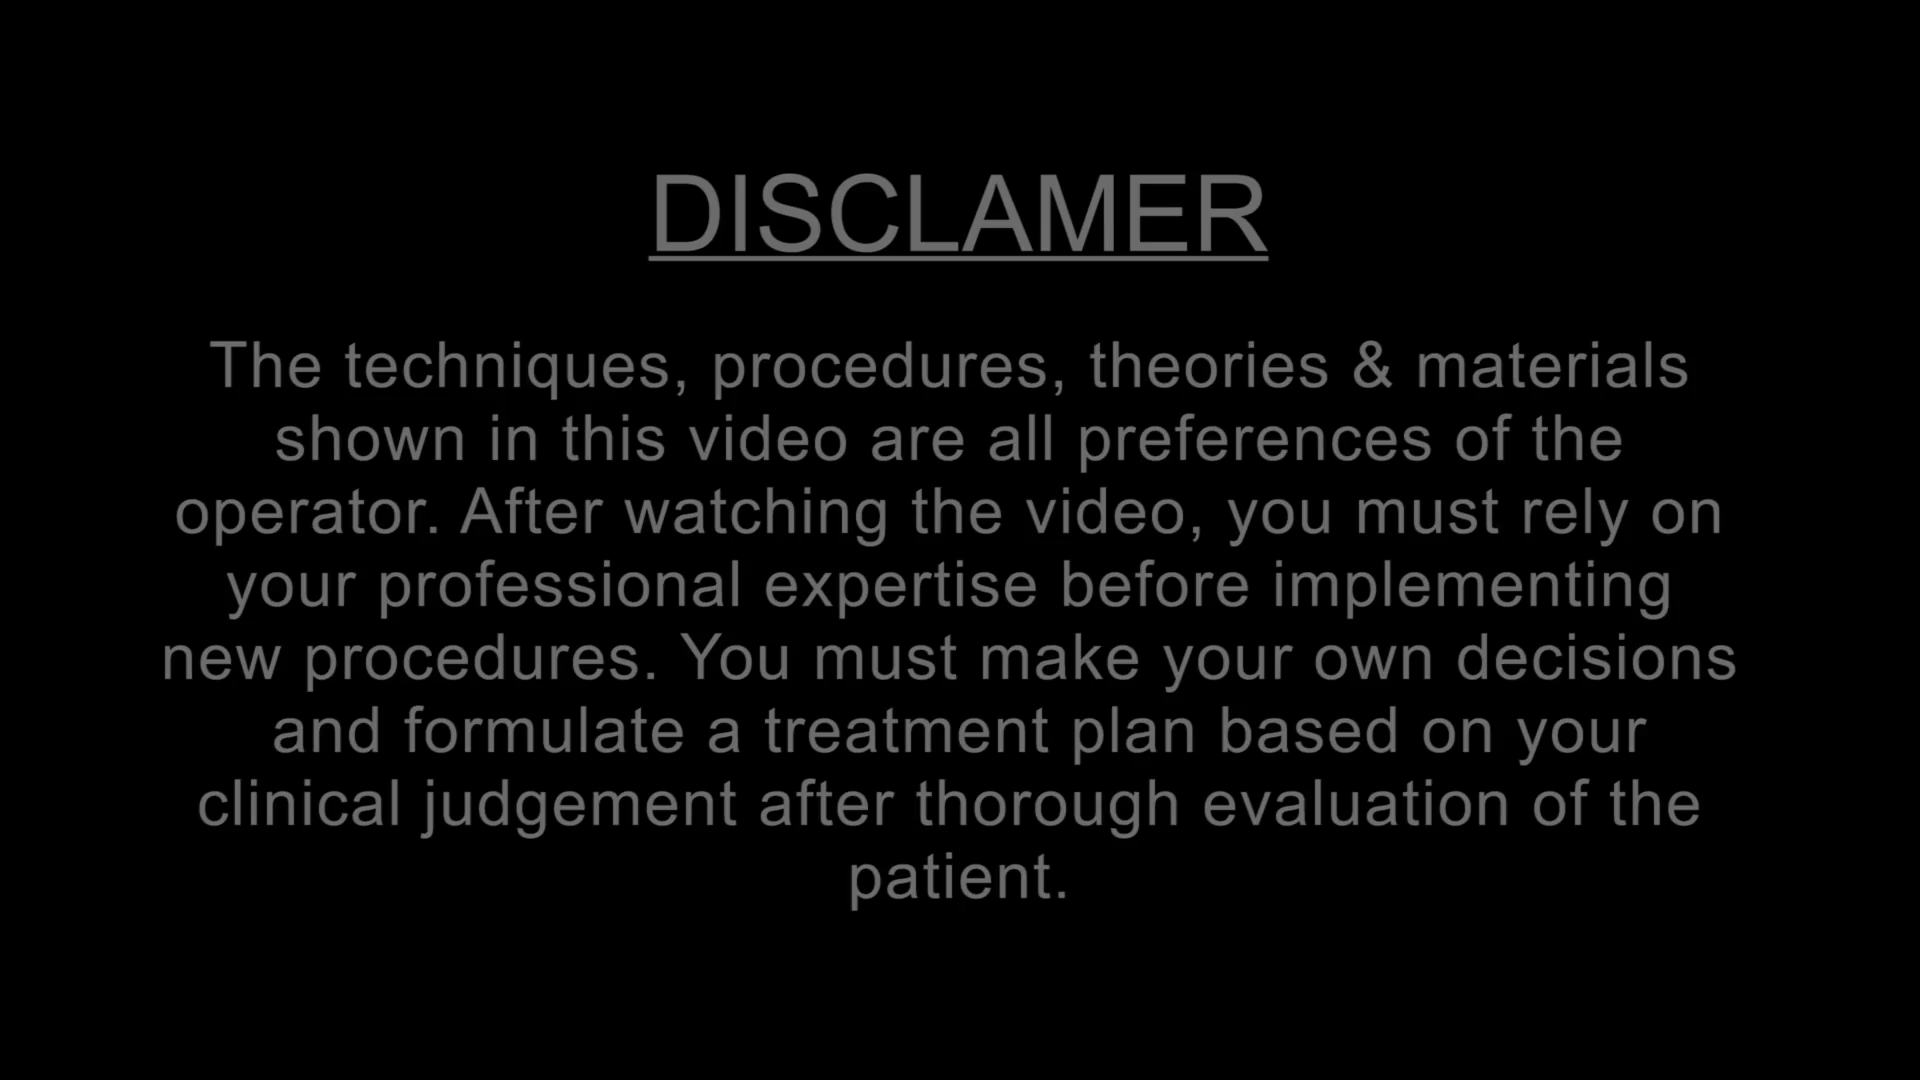 DISCLAMER
The techniques, procedures, theories & materials
shown in this video are all preferences of the
operator. After watching the video, you must rely on
your professional expertise before implementing
new procedures. You must make your own decisions
and formulate a treatment plan based on your
clinical judgement after thorough evaluation of the
patient.